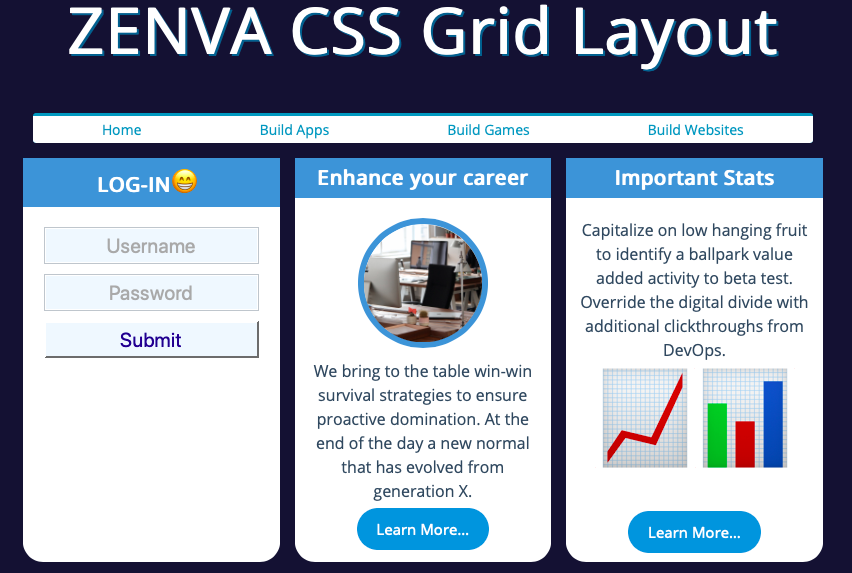 ZENVA CSS Grid Layout
Home Build Apps Build Games Build Websites
LOG-IN😁
Username
Password
Submit
Enhance your career
We bring to the table win-win
survival strategies to ensure
proactive domination. At the
end of the day a new normal
that has evolved from
generation X.
Learn More...
Important Stats
Capitalize on low hanging fruit
to identify a ballpark value
added activity to beta test.
Override the digital divide with
additional clickthroughs from
DevOps.
Learn More...